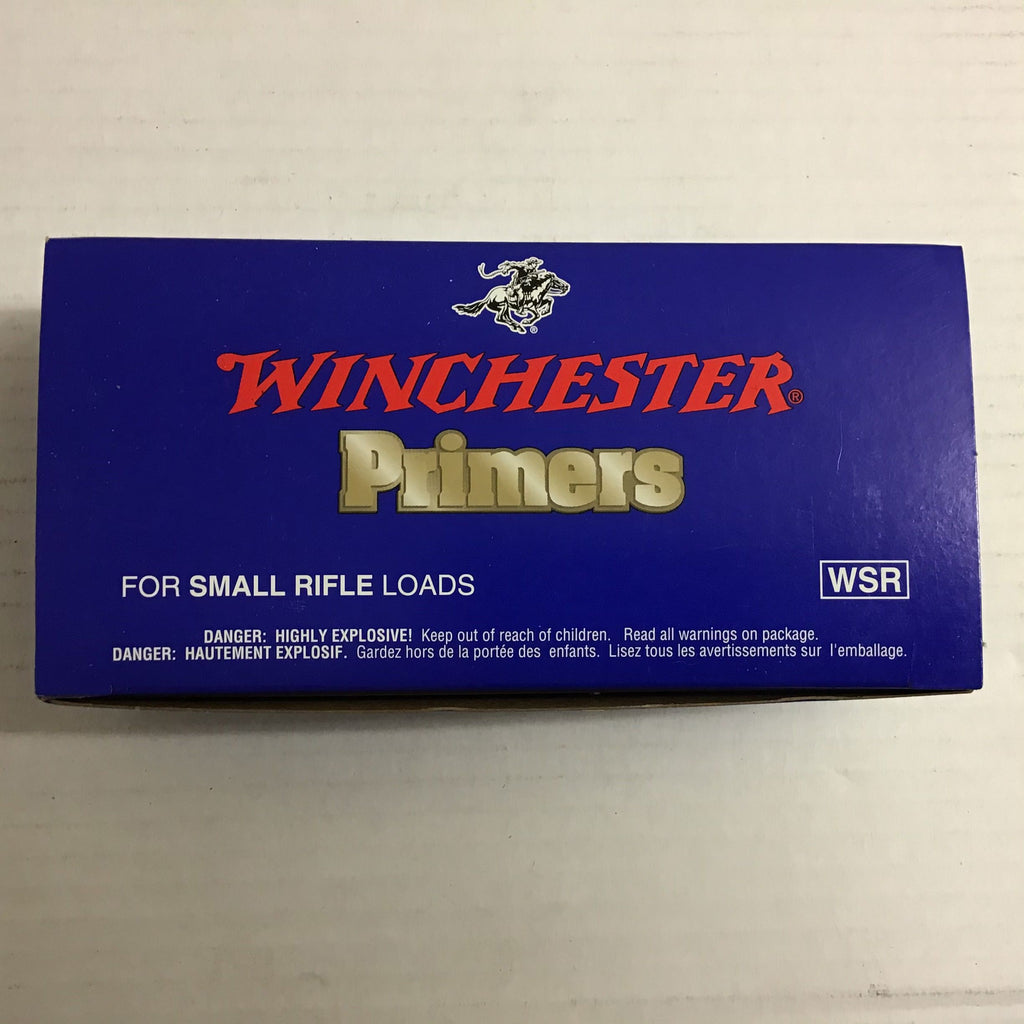 WINCHESTER®
Primers
FOR SMALL RIFLE LOADS
WSR
DANGER: HIGHLY EXPLOSIVE! Keep out of reach of children. Read all warnings on package.
DANGER: HAUTEMENT EXPLOSIF. Gardez hors de la portée des enfants. Lisez tous les avertissements sur l'emballage.